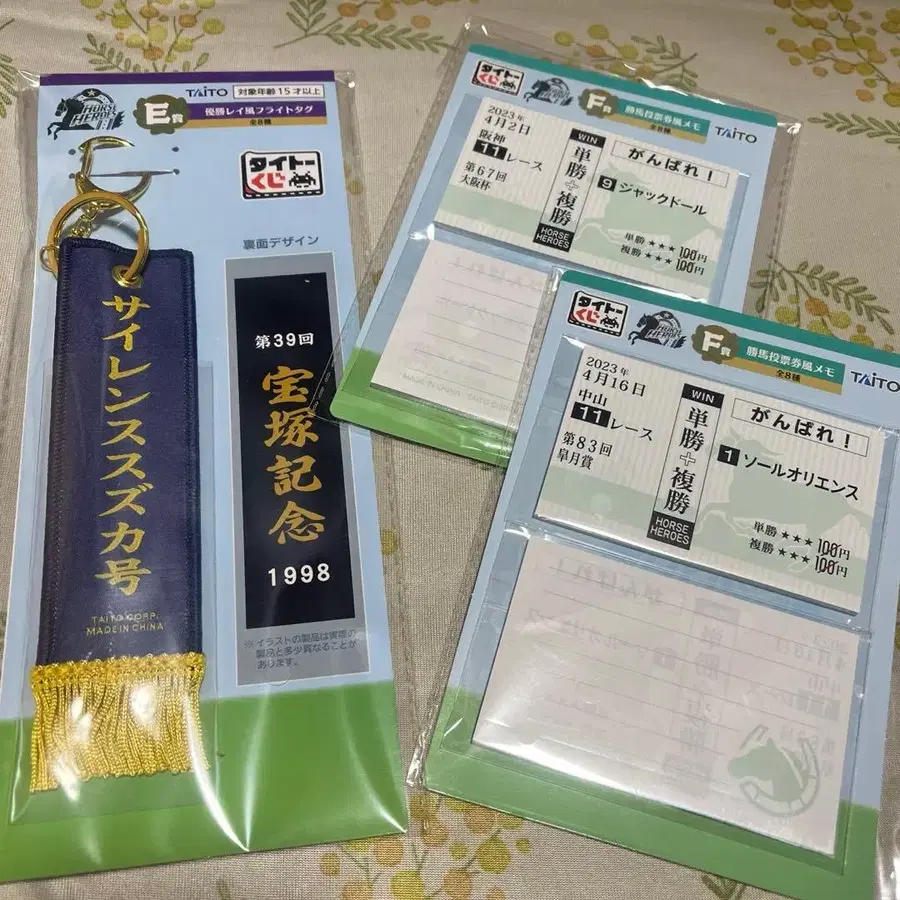 HORSE HEROES
E賞
TAITO
対象年齢15才以上
優勝レイ風フライトタグ
全8種
タイトーくじ
裏面デザイン
サイレンススズカ号
TAITO CORP.
MADE IN CHINA
第39回
宝塚記念
1998
※イラストの製品は実際の
製品と多少異なることが
あります。
タイトーくじ
F賞
勝馬投票券風メモ
全8種
TAITO
2023年
4月2日
阪神
11レース
第67回
大阪杯
WIN
単勝+複勝
HORSE
HEROES
がんばれ!
9 ジャックドール
単勝★★★100円
複勝★★★100円
タイトーくじ
F賞
勝馬投票券風メモ
全8種
TAITO
2023年
4月16日
中山
11レース
第83回
皐月賞
WIN
単勝+複勝
HORSE
HEROES
がんばれ!
1 ソールオリエンス
単勝★★★100円
複勝★★★100円